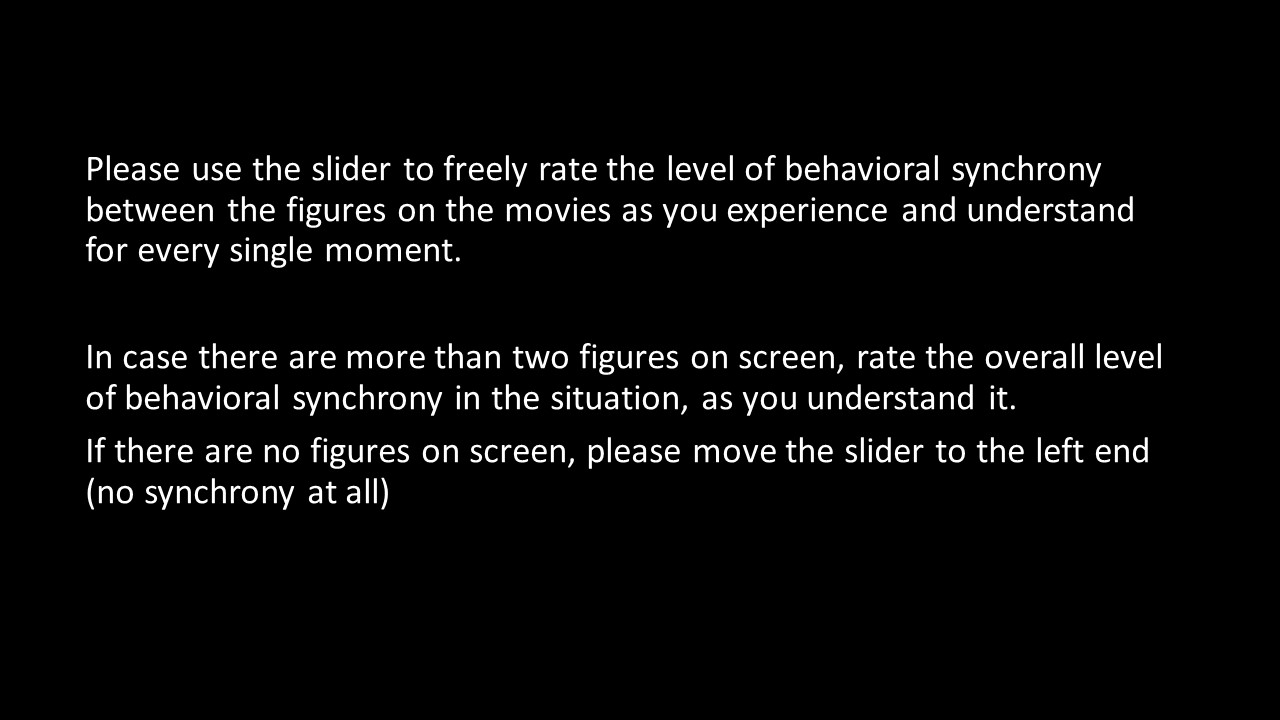 Please use the slider to freely rate the level of behavioral synchrony
between the figures on the movies as you experience and understand
for every single moment.
In case there are more than two figures on screen, rate the overall level
of behavioral synchrony in the situation, as you understand it.
If there are no figures on screen, please move the slider to the left end
(no synchrony at all)